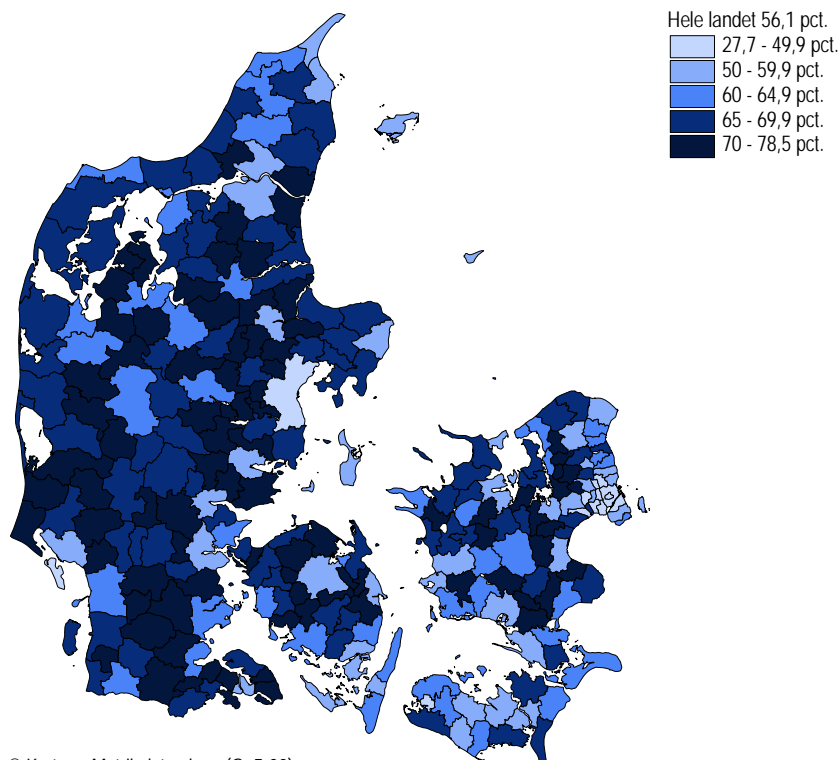 Hele landet 56,1 pct.
27,7 - 49,9 pct.
50 - 59,9 pct.
60 - 64,9 pct.
65 - 69,9 pct.
70 - 78,5 pct.